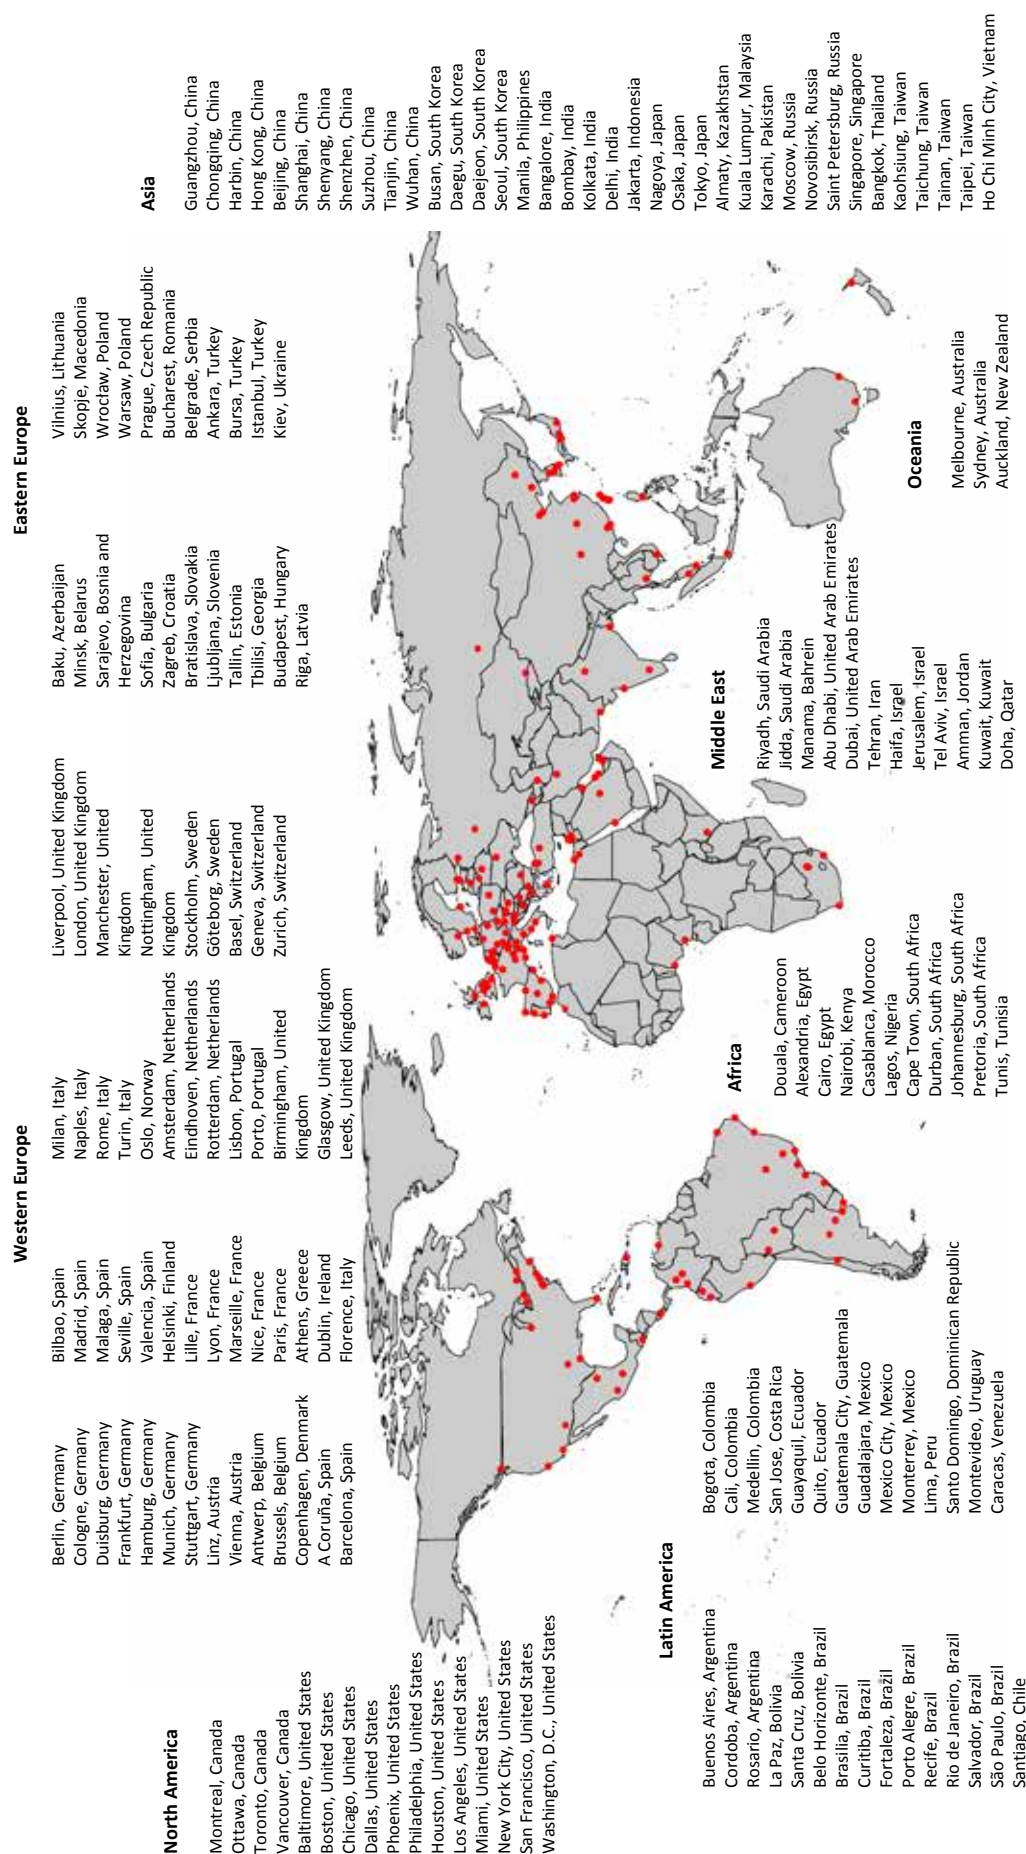 Western Europe
Berlin, Germany
Cologne, Germany
Duisburg, Germany
Frankfurt, Germany
Hamburg, Germany
Munich, Germany
Stuttgart, Germany
Linz, Austria
Vienna, Austria
Antwerp, Belgium
Brussels, Belgium
Copenhagen, Denmark
A Coruña, Spain
Barcelona, Spain
Bilbao, Spain
Madrid, Spain
Malaga, Spain
Seville, Spain
Valencia, Spain
Helsinki, Finland
Lille, France
Lyon, France
Marseille, France
Nice, France
Paris, France
Athens, Greece
Dublin, Ireland
Florence, Italy
Milan, Italy
Naples, Italy
Rome, Italy
Turin, Italy
Oslo, Norway
Amsterdam, Netherlands
Eindhoven, Netherlands
Rotterdam, Netherlands
Lisbon, Portugal
Porto, Portugal
Birmingham, United
Kingdom
Glasgow, United Kingdom
Leeds, United Kingdom
Liverpool, United Kingdom
London, United Kingdom
Manchester, United
Kingdom
Nottingham, United
Kingdom
Stockholm, Sweden
Göteborg, Sweden
Basel, Switzerland
Geneva, Switzerland
Zurich, Switzerland
Eastern Europe
Baku, Azerbaijan
Minsk, Belarus
Sarajevo, Bosnia and
Herzegovina
Sofia, Bulgaria
Zagreb, Croatia
Bratislava, Slovakia
Ljubljana, Slovenia
Tallin, Estonia
Tbilisi, Georgia
Budapest, Hungary
Riga, Latvia
Vilnius, Lithuania
Skopje, Macedonia
Wrocław, Poland
Warsaw, Poland
Prague, Czech Republic
Bucharest, Romania
Belgrade, Serbia
Ankara, Turkey
Bursa, Turkey
Istanbul, Turkey
Kiev, Ukraine
North America
Montreal, Canada
Ottawa, Canada
Toronto, Canada
Vancouver, Canada
Baltimore, United States
Boston, United States
Chicago, United States
Dallas, United States
Phoenix, United States
Philadelphia, United States
Houston, United States
Los Angeles, United States
Miami, United States
New York City, United States
San Francisco, United States
Washington, D.C., United States
Asia
Guangzhou, China
Chongqing, China
Harbin, China
Hong Kong, China
Beijing, China
Shanghai, China
Shenyang, China
Shenzhen, China
Suzhou, China
Tianjin, China
Wuhan, China
Busan, South Korea
Daegu, South Korea
Daejeon, South Korea
Seoul, South Korea
Manila, Philippines
Bangalore, India
Bombay, India
Kolkata, India
Delhi, India
Jakarta, Indonesia
Nagoya, Japan
Osaka, Japan
Tokyo, Japan
Almaty, Kazakhstan
Kuala Lumpur, Malaysia
Karachi, Pakistan
Moscow, Russia
Novosibirsk, Russia
Saint Petersburg, Russia
Singapore, Singapore
Bangkok, Thailand
Kaohsiung, Taiwan
Taichung, Taiwan
Tainan, Taiwan
Taipei, Taiwan
Ho Chi Minh City, Vietnam
Latin America
Buenos Aires, Argentina
Cordoba, Argentina
Rosario, Argentina
La Paz, Bolivia
Santa Cruz, Bolivia
Belo Horizonte, Brazil
Brasilia, Brazil
Curitiba, Brazil
Fortaleza, Brazil
Porto Alegre, Brazil
Recife, Brazil
Rio de Janeiro, Brazil
Salvador, Brazil
São Paulo, Brazil
Santiago, Chile
Bogota, Colombia
Cali, Colombia
Medellin, Colombia
San Jose, Costa Rica
Guayaquil, Ecuador
Quito, Ecuador
Guatemala City, Guatemala
Guadalajara, Mexico
Mexico City, Mexico
Monterrey, Mexico
Lima, Peru
Santo Domingo, Dominican Republic
Montevideo, Uruguay
Caracas, Venezuela
Africa
Douala, Cameroon
Alexandria, Egypt
Cairo, Egypt
Nairobi, Kenya
Casablanca, Morocco
Lagos, Nigeria
Cape Town, South Africa
Durban, South Africa
Johannesburg, South Africa
Pretoria, South Africa
Tunis, Tunisia
Middle East
Riyadh, Saudi Arabia
Jidda, Saudi Arabia
Manama, Bahrein
Abu Dhabi, United Arab Emirates
Dubai, United Arab Emirates
Tehran, Iran
Haifa, Israel
Jerusalem, Israel
Tel Aviv, Israel
Amman, Jordan
Kuwait, Kuwait
Doha, Qatar
Oceania
Melbourne, Australia
Sydney, Australia
Auckland, New Zealand